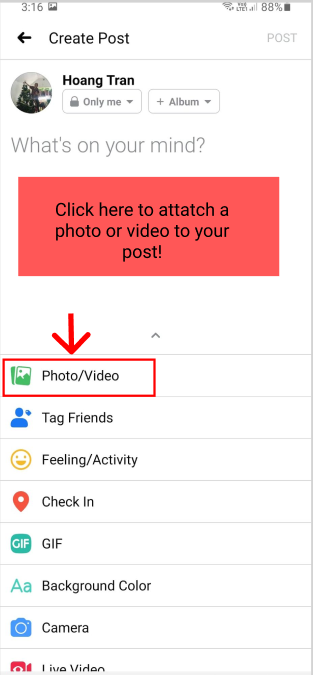 3:16 88%
Create Post POST
Hoang Tran
Only me + Album
What's on your mind?
Click here to attatch a
photo or video to your
post!
Photo/Video
Tag Friends
Feeling/Activity
Check In
GIF GIF
Aa Background Color
Camera
Live Video